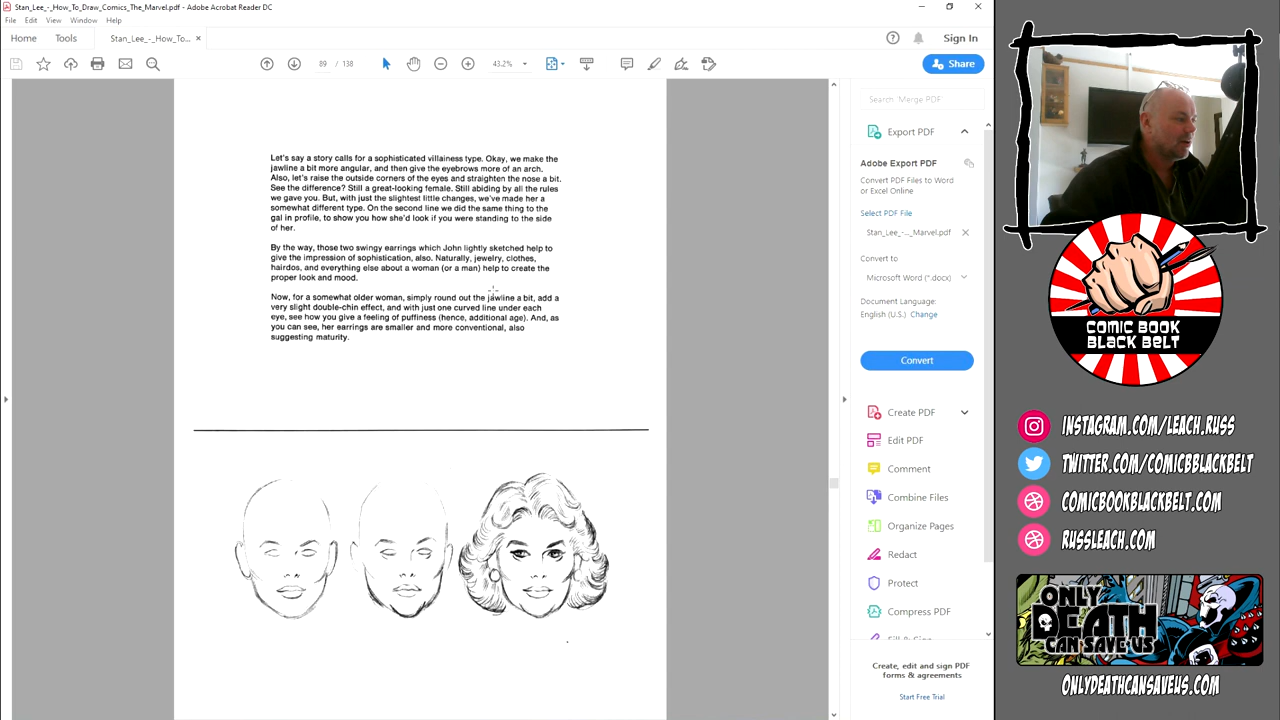 Stan_Lee_-_How_To_Draw_Comics_The_Marvel.pdf - Adobe Acrobat Reader DC
File Edit View Window Help
Home Tools Stan_Lee_-_How_To... × Sign In
89 / 138 43.2% Share
Let's say a story calls for a sophisticated villainess type. Okay, we make the
jawline a bit more angular, and then give the eyebrows more of an arch.
Also, let's raise the outside corners of the eyes and straighten the nose a bit.
See the difference? Still a great-looking female. Still abiding by all the rules
we gave you. But, with just the slightest little changes, we've made her a
somewhat different type. On the second line we did the same thing to the
gal in profile, to show you how she'd look if you were standing to the side
of her.
By the way, those two swingy earrings which John lightly sketched help to
give the impression of sophistication, also. Naturally, jewelry, clothes,
hairdos, and everything else about a woman (or a man) help to create the
proper look and mood.
Now, for a somewhat older woman, simply round out the jawline a bit, add a
very slight double-chin effect, and with just one curved line under each
eye, see how you give a feeling of puffiness (hence, additional age). And, as
you can see, her earrings are smaller and more conventional, also
suggesting maturity.
Search Merge PDF
Export PDF
Adobe Export PDF
Convert PDF Files to Word
or Excel Online
Select PDF File
Stan_Lee_-..._Marvel.pdf
Convert to
Microsoft Word (*.docx)
Document Language:
English (U.S.) Change
Convert
Create PDF
Edit PDF
Comment
Combine Files
Organize Pages
Redact
Protect
Compress PDF
Fill & Sign
Create, edit and sign PDF
forms & agreements
Start Free Trial
COMIC BOOK
BLACK BELT
INSTAGRAM.COM/LEACH.RUSS
TWITTER.COM/COMICBBLACKBELT
COMICBOOKBLACKBELT.COM
RUSSLEACH.COM
ONLY
DEATH
CAN SAVE US
ONLYDEATHCANSAVEUS.COM